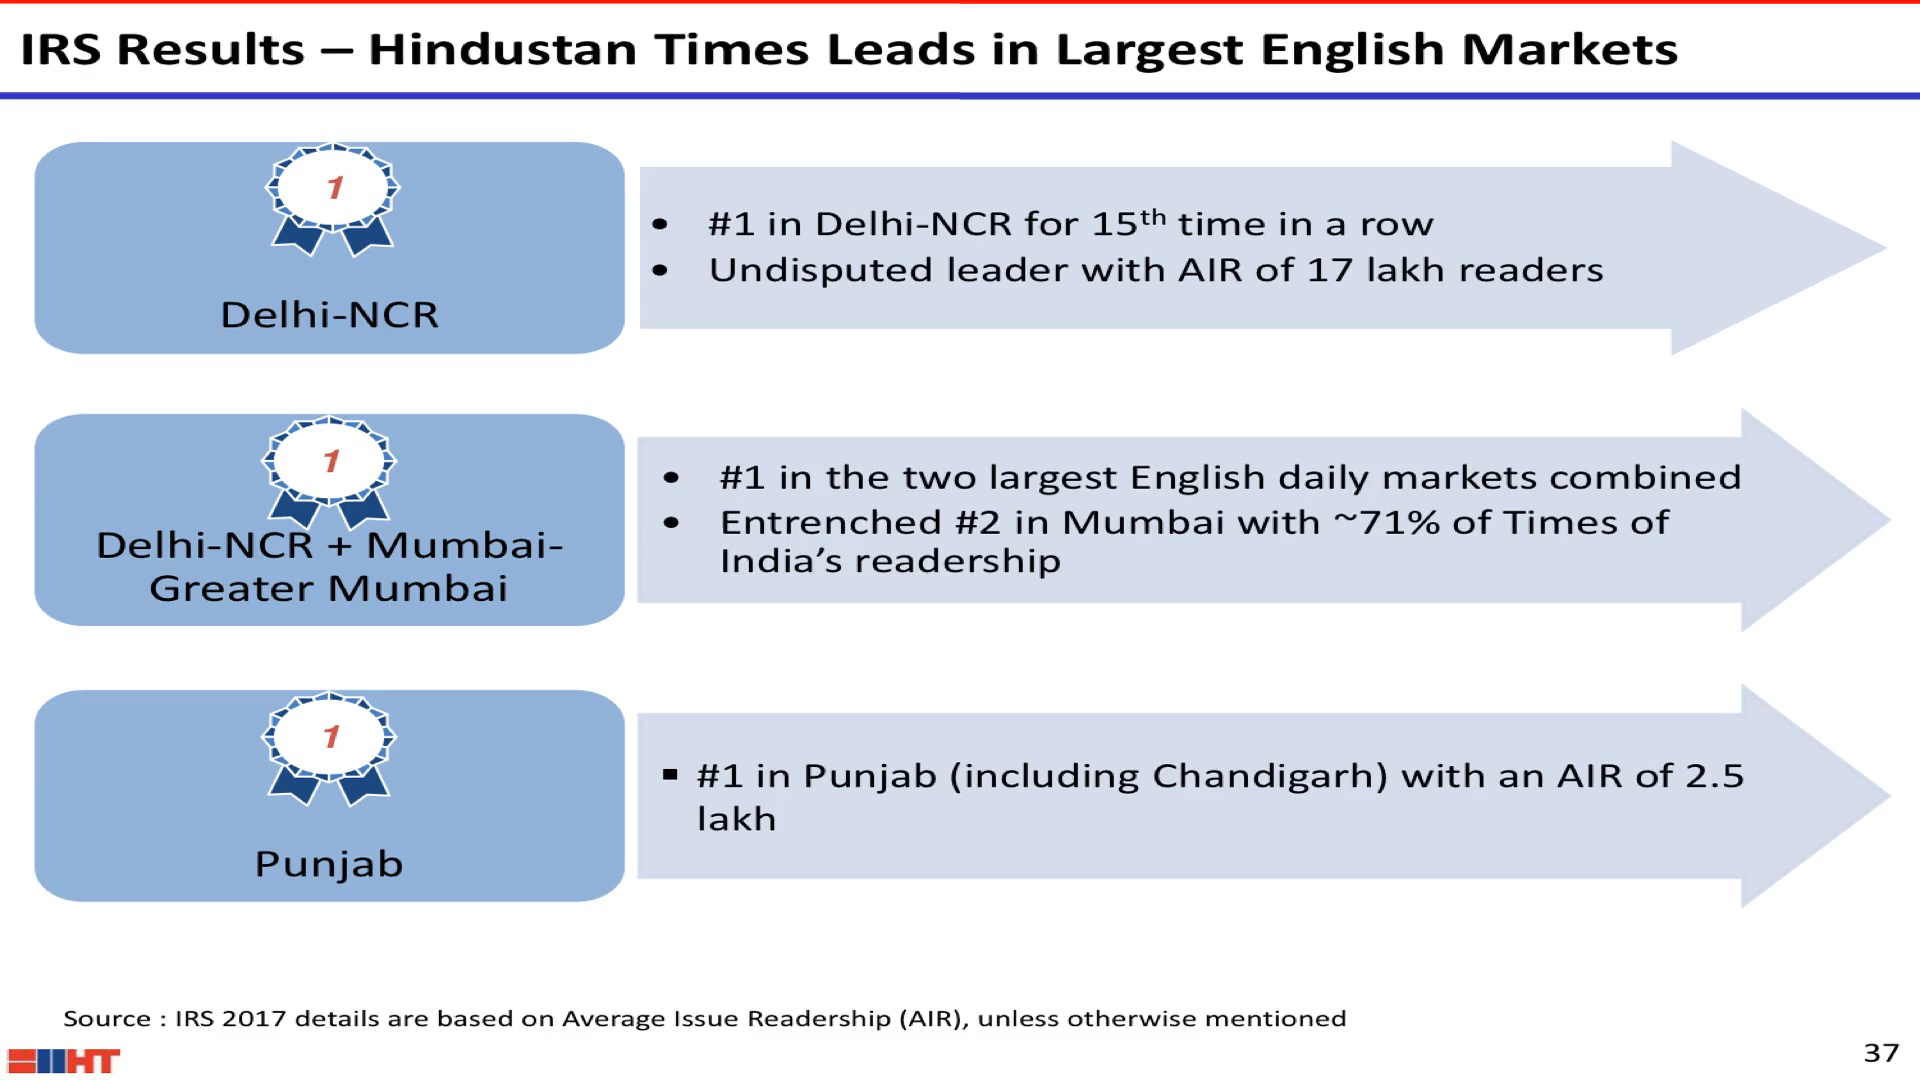 IRS Results – Hindustan Times Leads in Largest English Markets
1
Delhi-NCR
• #1 in Delhi-NCR for 15th time in a row
• Undisputed leader with AIR of 17 lakh readers
1
Delhi-NCR + Mumbai-
Greater Mumbai
• #1 in the two largest English daily markets combined
• Entrenched #2 in Mumbai with ~71% of Times of
India’s readership
1
Punjab
▪ #1 in Punjab (including Chandigarh) with an AIR of 2.5
lakh
Source : IRS 2017 details are based on Average Issue Readership (AIR), unless otherwise mentioned
HT
37